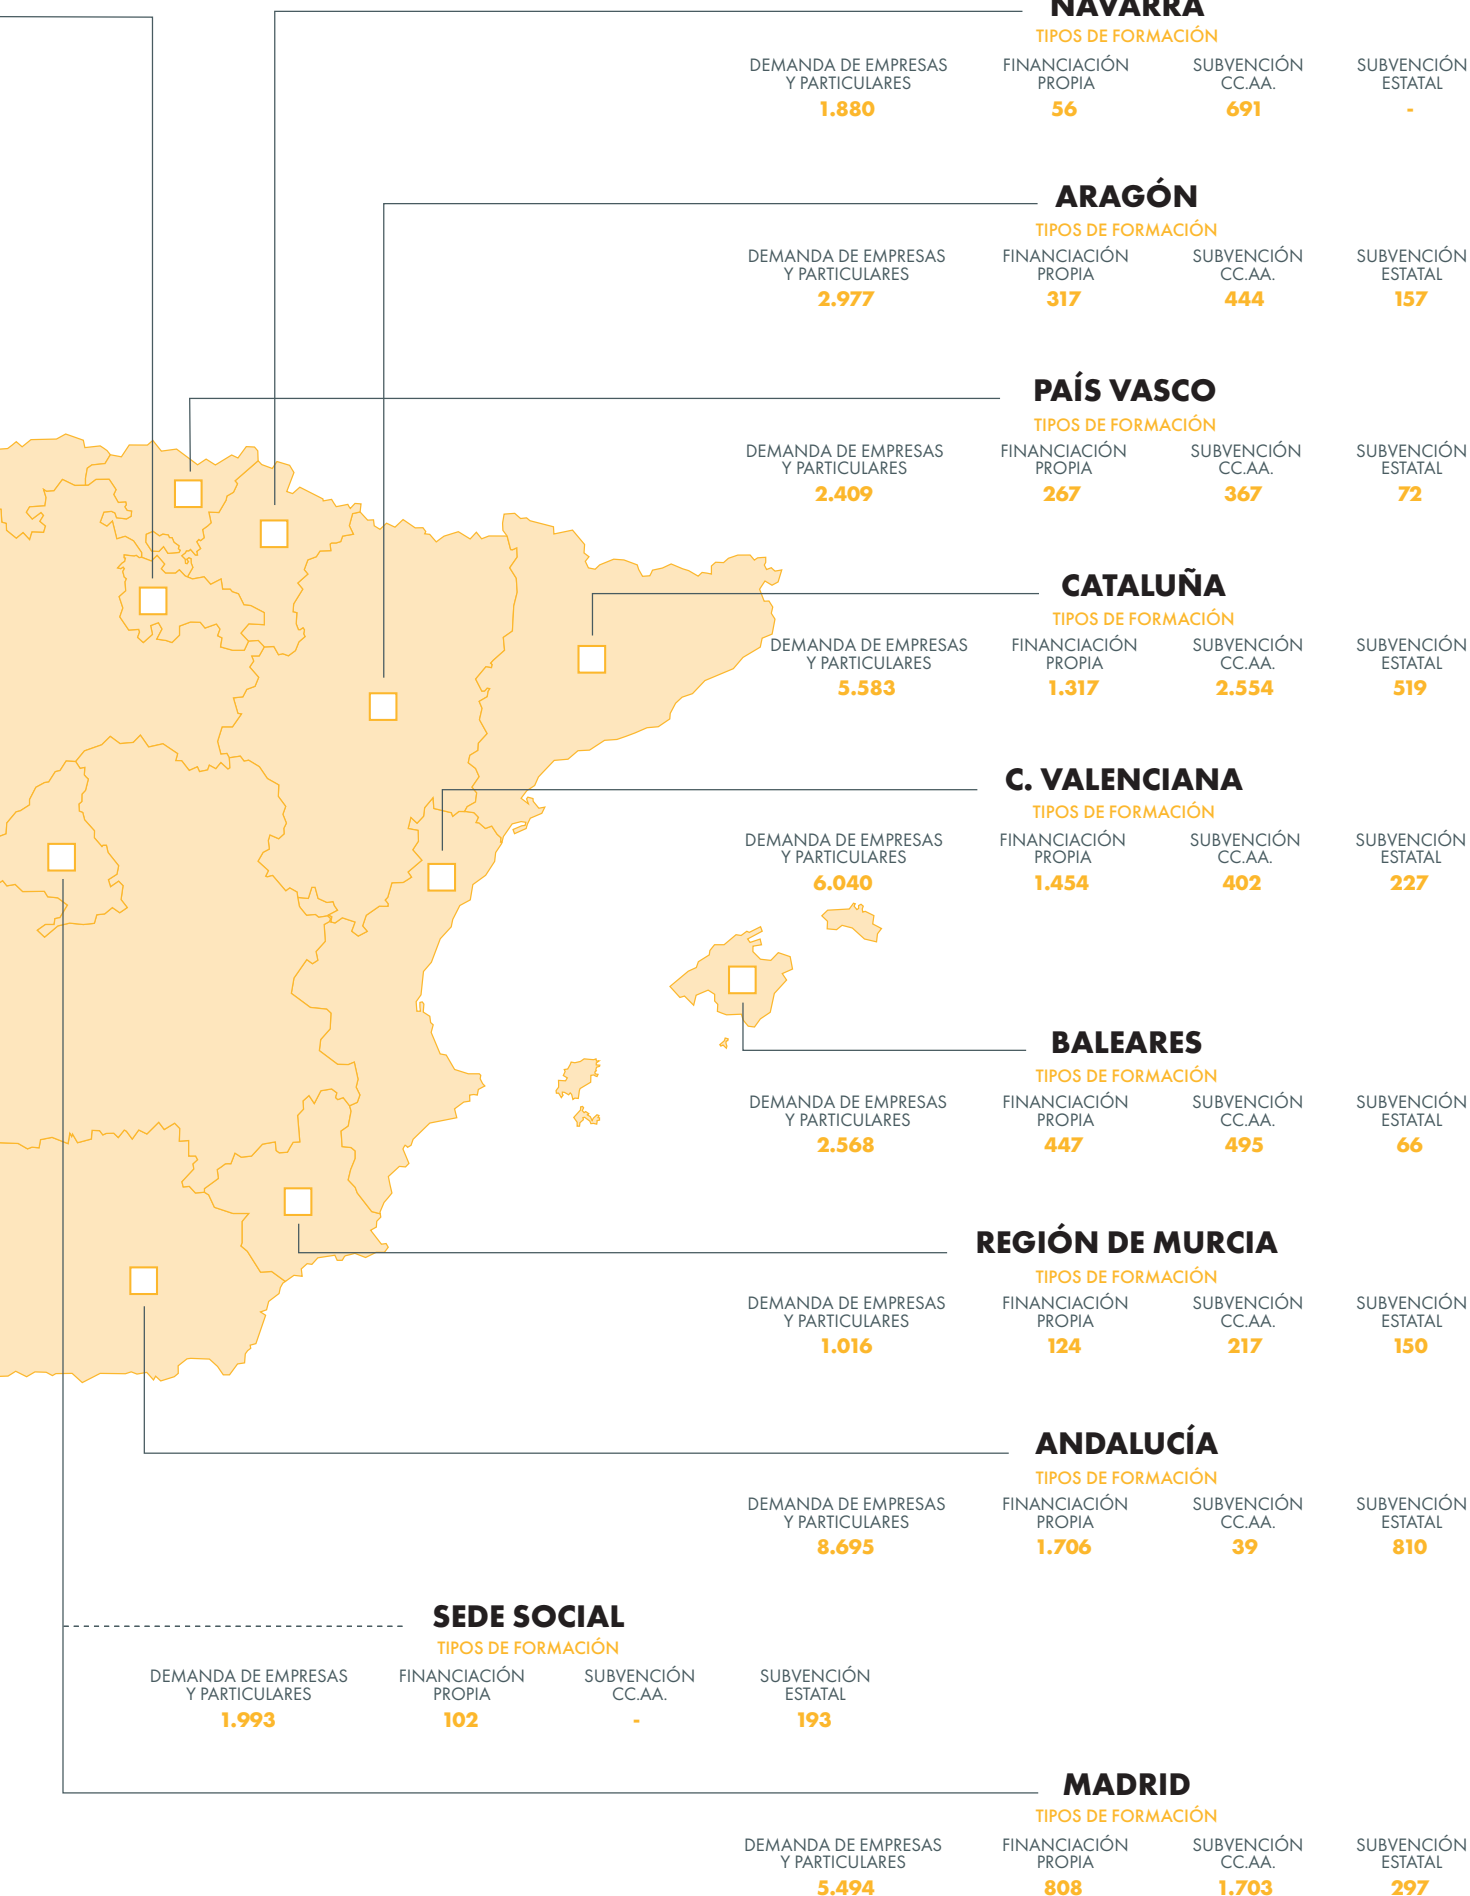 NAVARRA
TIPOS DE FORMACIÓN
DEMANDA DE EMPRESAS FINANCIACIÓN SUBVENCIÓN SUBVENCIÓN
Y PARTICULARES PROPIA CC.AA. ESTATAL
1.880 56 691 -
ARAGÓN
TIPOS DE FORMACIÓN
DEMANDA DE EMPRESAS FINANCIACIÓN SUBVENCIÓN SUBVENCIÓN
Y PARTICULARES PROPIA CC.AA. ESTATAL
2.977 317 444 157
PAÍS VASCO
TIPOS DE FORMACIÓN
DEMANDA DE EMPRESAS FINANCIACIÓN SUBVENCIÓN SUBVENCIÓN
Y PARTICULARES PROPIA CC.AA. ESTATAL
2.409 267 367 72
CATALUÑA
TIPOS DE FORMACIÓN
DEMANDA DE EMPRESAS FINANCIACIÓN SUBVENCIÓN SUBVENCIÓN
Y PARTICULARES PROPIA CC.AA. ESTATAL
5.583 1.317 2.554 519
C. VALENCIANA
TIPOS DE FORMACIÓN
DEMANDA DE EMPRESAS FINANCIACIÓN SUBVENCIÓN SUBVENCIÓN
Y PARTICULARES PROPIA CC.AA. ESTATAL
6.040 1.454 402 227
BALEARES
TIPOS DE FORMACIÓN
DEMANDA DE EMPRESAS FINANCIACIÓN SUBVENCIÓN SUBVENCIÓN
Y PARTICULARES PROPIA CC.AA. ESTATAL
2.568 447 495 66
REGIÓN DE MURCIA
TIPOS DE FORMACIÓN
DEMANDA DE EMPRESAS FINANCIACIÓN SUBVENCIÓN SUBVENCIÓN
Y PARTICULARES PROPIA CC.AA. ESTATAL
1.016 124 217 150
ANDALUCÍA
TIPOS DE FORMACIÓN
DEMANDA DE EMPRESAS FINANCIACIÓN SUBVENCIÓN SUBVENCIÓN
Y PARTICULARES PROPIA CC.AA. ESTATAL
8.695 1.706 39 810
SEDE SOCIAL
TIPOS DE FORMACIÓN
DEMANDA DE EMPRESAS FINANCIACIÓN SUBVENCIÓN SUBVENCIÓN
Y PARTICULARES PROPIA CC.AA. ESTATAL
1.993 102 - 193
MADRID
TIPOS DE FORMACIÓN
DEMANDA DE EMPRESAS FINANCIACIÓN SUBVENCIÓN SUBVENCIÓN
Y PARTICULARES PROPIA CC.AA. ESTATAL
5.494 808 1.703 297